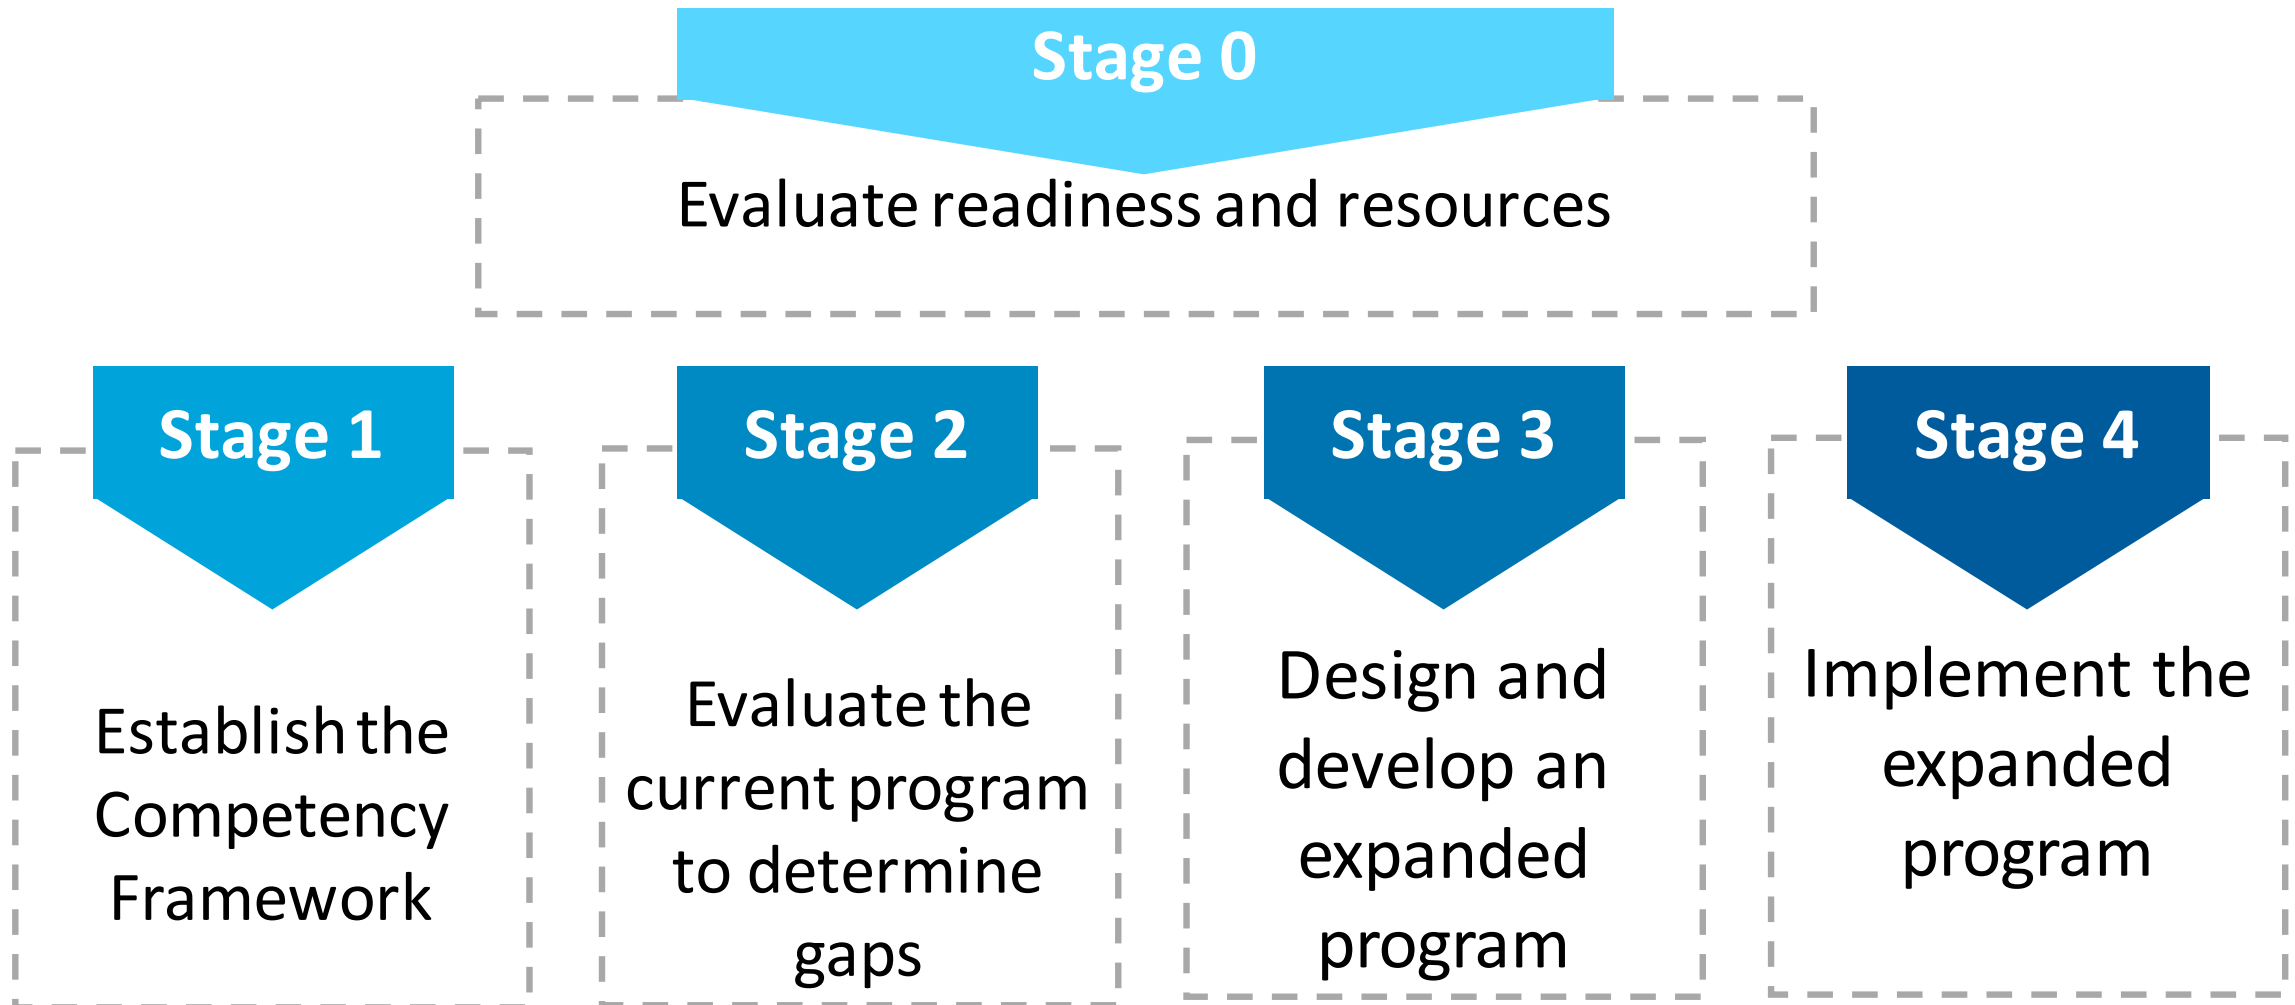 Stage 0
Evaluate readiness and resources
Stage 1
Establish the
Competency
Framework
Stage 2
Evaluate the
current program
to determine
gaps
Stage 3
Design and
develop an
expanded
program
Stage 4
Implement the
expanded
program